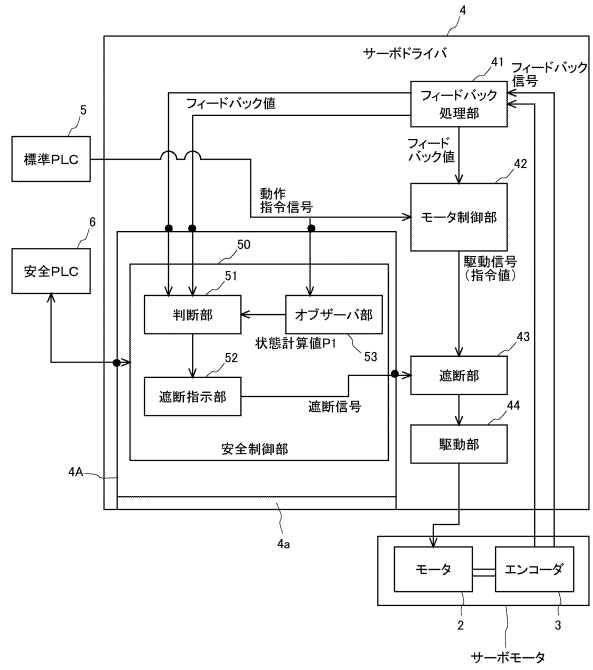 4
サーボドライバ
41
フィードバック
信号
フィードバック
処理部
フィードバック値
5
標準PLC
フィード
バック値
42
動作
指令信号
モータ制御部
6
安全PLC
50
51
判断部
オブザーバ部
駆動信号
(指令値)
状態計算値P1
53
52
43
遮断指示部
遮断信号
遮断部
44
安全制御部
駆動部
4A
4a
モータ
エンコーダ
2
3
サーボモータ